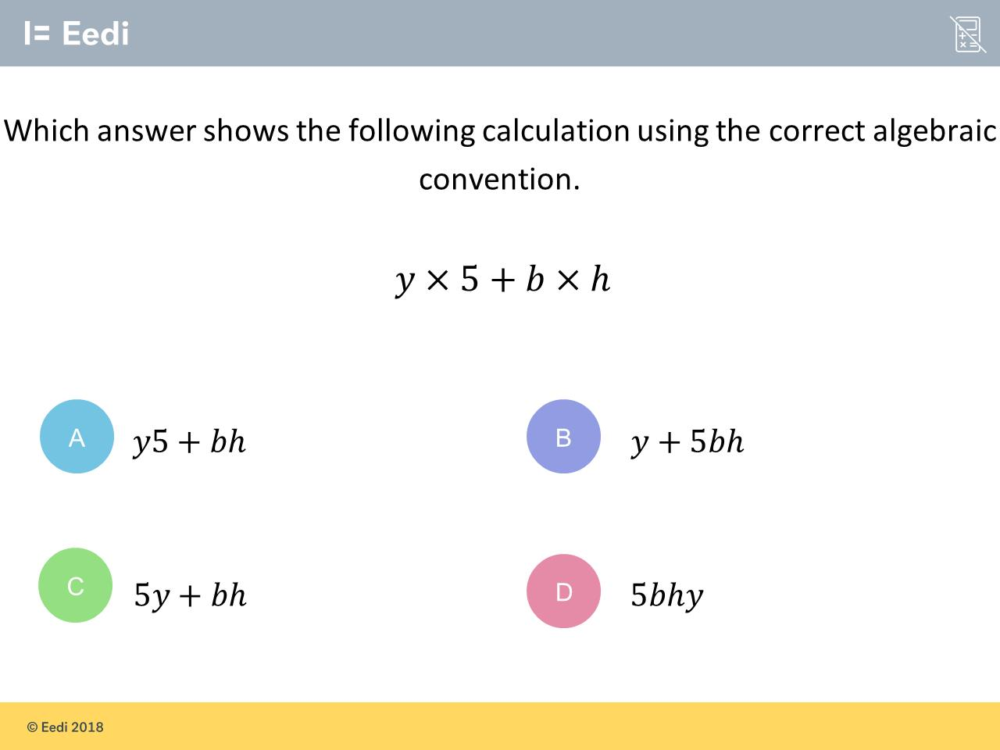 Eedi
Which answer shows the following calculation using the correct algebraic
convention.
y × 5 + b × h
A y5 + bh
B y + 5bh
C 5y + bh
D 5bhy
© Eedi 2018